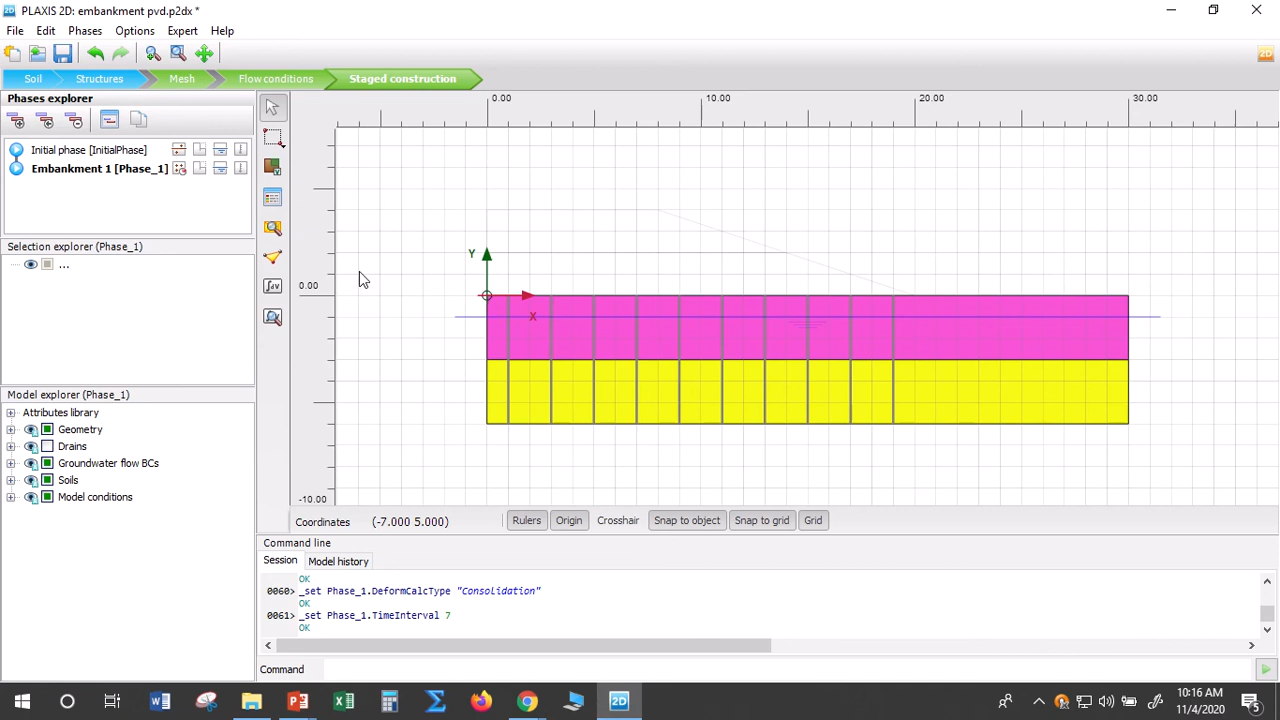 PLAXIS 2D: embankment pvd.p2dx *
File Edit Phases Options Expert Help
2D
Soil Structures Mesh Flow conditions Staged construction
Phases explorer
Initial phase [InitialPhase]
Embankment 1 [Phase_1]
Selection explorer (Phase_1)
...
Model explorer (Phase_1)
Attributes library
Geometry
Drains
Groundwater flow BCs
Soils
Model conditions
0.00 10.00 20.00 30.00
0.00
-10.00
Y
X
Coordinates (-7.000 5.000) Rulers Origin Crosshair Snap to object Snap to grid Grid
Command line
Session Model history
OK
0060> _set Phase_1.DeformCalcType "Consolidation"
OK
0061> _set Phase_1.TimeInterval 7
OK
Command
2D
10:16 AM
11/4/2020
5